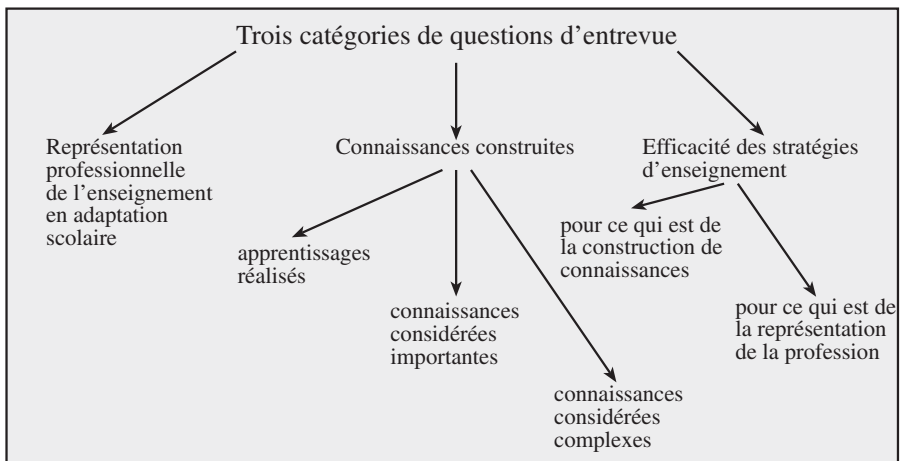 Trois catégories de questions d'entrevue
Représentation
professionnelle
de l'enseignement
en adaptation
scolaire
Connaissances construites
apprentissages
réalisés
connaissances
considérées
importantes
connaissances
considérées
complexes
Efficacité des stratégies
d'enseignement
pour ce qui est de
la construction de
connaissances
pour ce qui est de
la représentation
de la profession